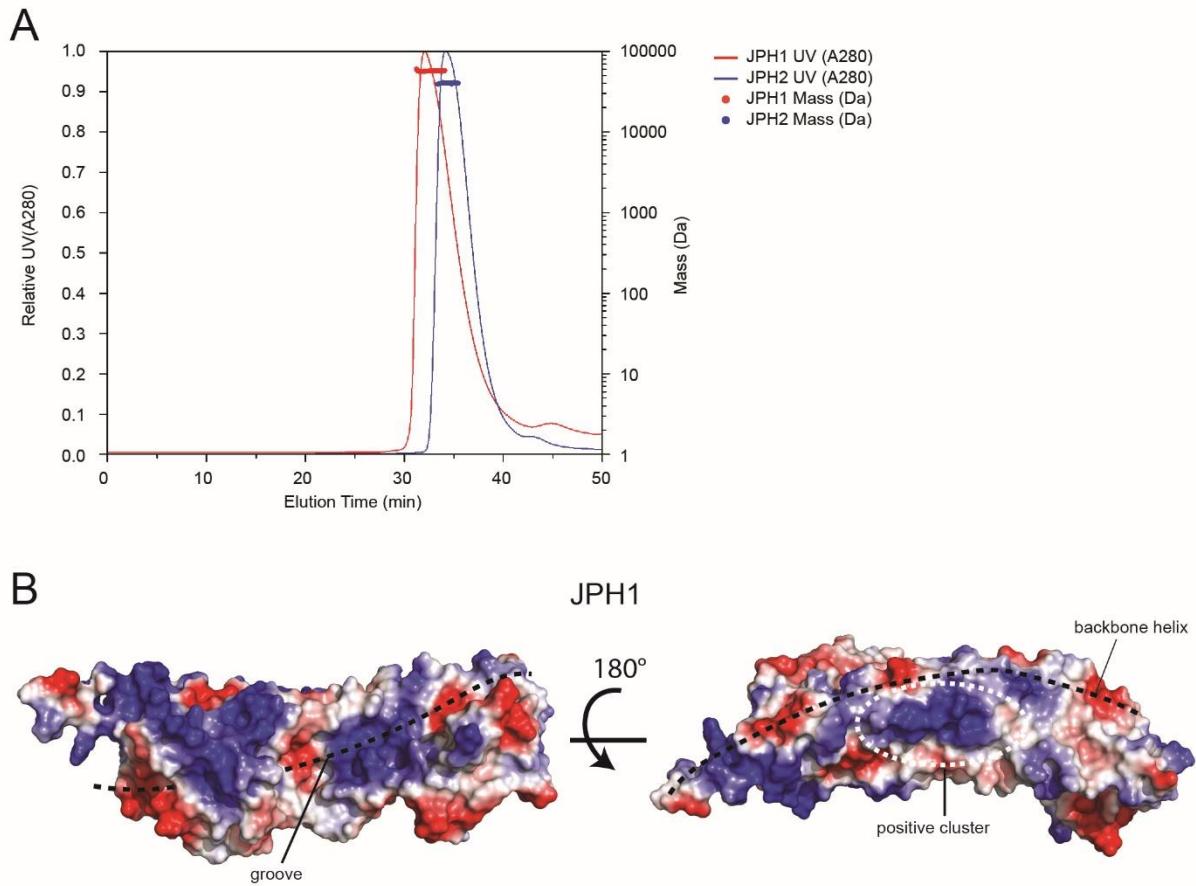 A
1.0
0.9
0.8
0.7
0.6
0.5
0.4
0.3
0.2
0.1
0.0
Relative UV(A280)
0
10
20
30
40
50
Elution Time (min)
100000
10000
1000
100
10
1
Mass (Da)
JPH1 UV (A280)
JPH2 UV (A280)
JPH1 Mass (Da)
JPH2 Mass (Da)
B
JPH1
180º
backbone helix
positive cluster
groove